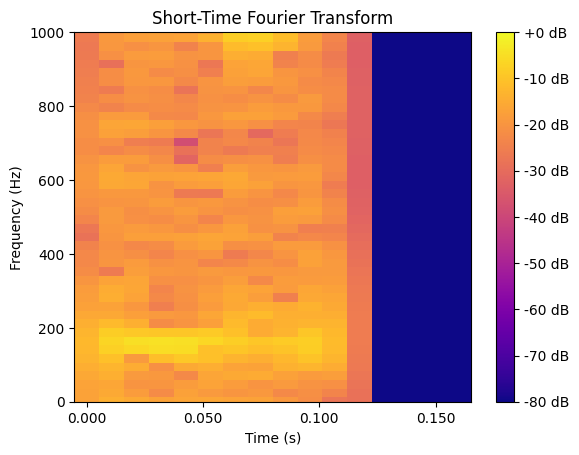 Short-Time Fourier Transform
Frequency (Hz)
1000
800
600
400
200
0
0.000
0.050
0.100
0.150
Time (s)
+0 dB
-10 dB
-20 dB
-30 dB
-40 dB
-50 dB
-60 dB
-70 dB
-80 dB